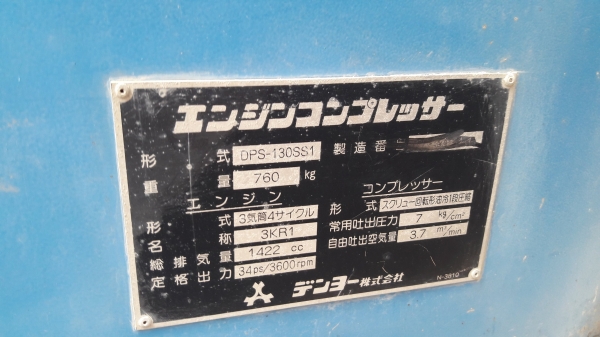 エンジンコンプレッサー
形 式 DPS-130SS1 製造番号
重 量 760 kg
エンジン
形 式 3気筒4サイクル
名 称 3KR1
総排気量 1422 cc
定格出力 34ps/3600rpm
コンプレッサー
形 式 スクリュー回転形油冷1段圧縮
常用吐出圧力 7 kg/cm²
自由吐出空気量 3.7 m³/min
デンヨー株式会社